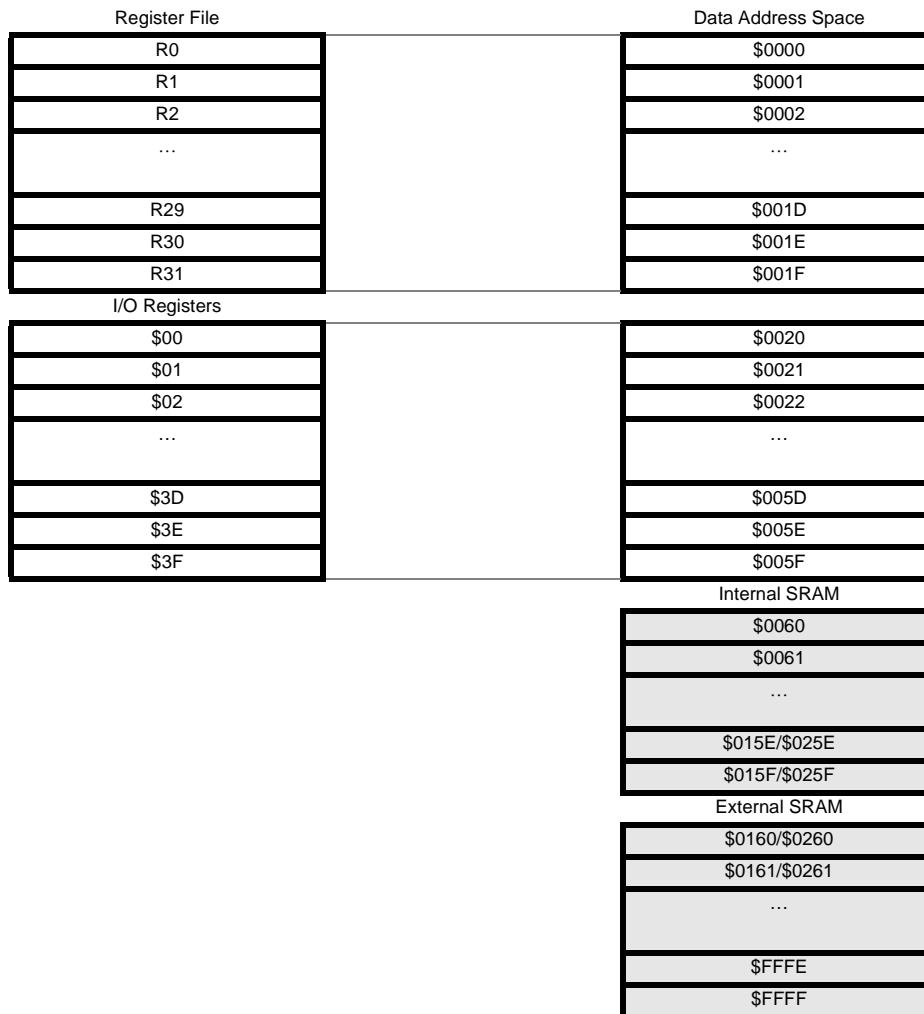 Register File Data Address Space
R0 $0000
R1 $0001
R2 $0002
… …
R29 $001D
R30 $001E
R31 $001F
I/O Registers
$00 $0020
$01 $0021
$02 $0022
… …
$3D $005D
$3E $005E
$3F $005F
Internal SRAM
$0060
$0061
…
$015E/$025E
$015F/$025F
External SRAM
$0160/$0260
$0161/$0261
…
$FFFE
$FFFF